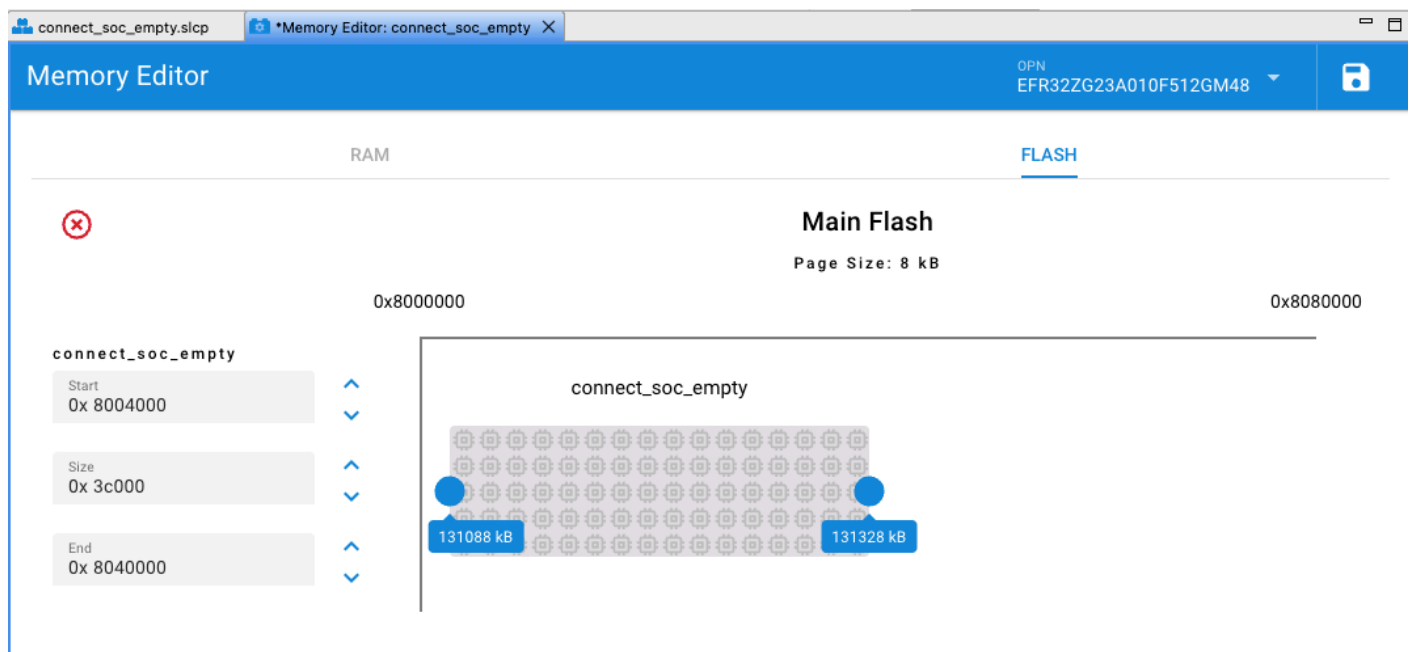 connect_soc_empty.slcp
*Memory Editor: connect_soc_empty
Memory Editor
OPN
EFR32ZG23A010F512GM48
RAM
FLASH
Main Flash
Page Size: 8 kB
0x8000000
0x8080000
connect_soc_empty
Start
0x 8004000
Size
0x 3c000
End
0x 8040000
connect_soc_empty
131088 kB
131328 kB